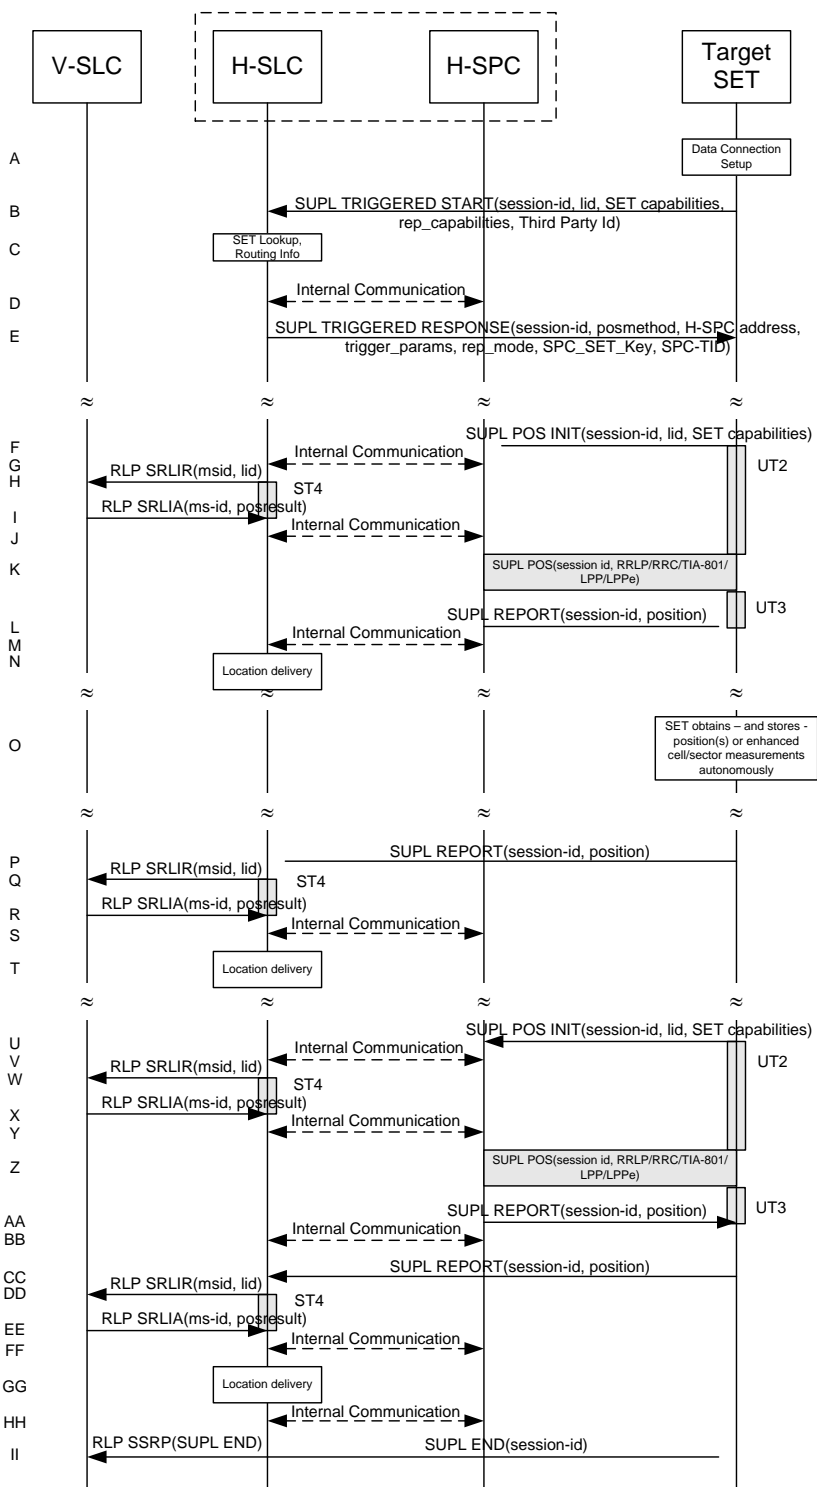 V-SLC
H-SLC
H-SPC
Target
SET
A
Data Connection
Setup
B
SUPL TRIGGERED START(session-id, lid, SET capabilities,
rep_capabilities, Third Party Id)
C
SET Lookup,
Routing Info
D
Internal Communication
E
SUPL TRIGGERED RESPONSE(session-id, posmethod, H-SPC address,
trigger_params, rep_mode, SPC_SET_Key, SPC-TID)
≈ ≈ ≈ ≈
F
SUPL POS INIT(session-id, lid, SET capabilities)
G
Internal Communication
UT2
H
RLP SRLIR(msid, lid)
ST4
I
RLP SRLIA(ms-id, posresult)
J
Internal Communication
K
SUPL POS(session id, RRLP/RRC/TIA-801/
LPP/LPPe)
UT3
L
SUPL REPORT(session-id, position)
M
Internal Communication
N
Location delivery
≈ ≈ ≈ ≈
O
SET obtains – and stores -
position(s) or enhanced
cell/sector measurements
autonomously
≈ ≈ ≈ ≈
P
SUPL REPORT(session-id, position)
Q
RLP SRLIR(msid, lid)
ST4
R
RLP SRLIA(ms-id, posresult)
S
Internal Communication
T
Location delivery
≈ ≈ ≈ ≈
U
SUPL POS INIT(session-id, lid, SET capabilities)
V
Internal Communication
UT2
W
RLP SRLIR(msid, lid)
ST4
X
RLP SRLIA(ms-id, posresult)
Y
Internal Communication
Z
SUPL POS(session id, RRLP/RRC/TIA-801/
LPP/LPPe)
UT3
AA
SUPL REPORT(session-id, position)
BB
Internal Communication
CC
SUPL REPORT(session-id, position)
DD
RLP SRLIR(msid, lid)
ST4
EE
RLP SRLIA(ms-id, posresult)
FF
Internal Communication
GG
Location delivery
HH
Internal Communication
II
RLP SSRP(SUPL END)
SUPL END(session-id)